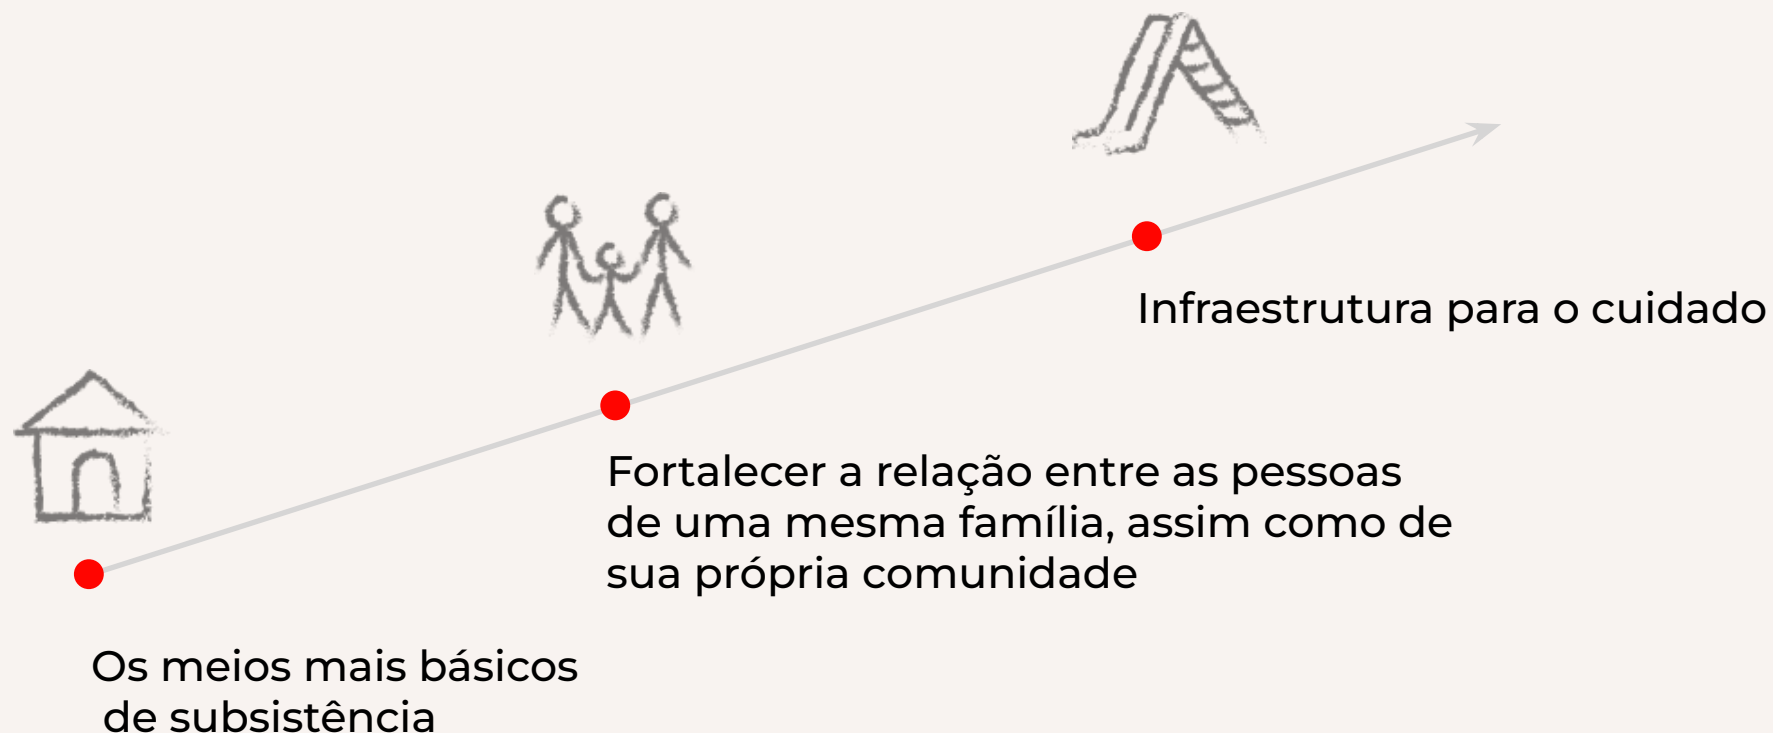 Infraestrutura para o cuidado
Fortalecer a relação entre as pessoas
de uma mesma família, assim como de
sua própria comunidade
Os meios mais básicos
de subsistência